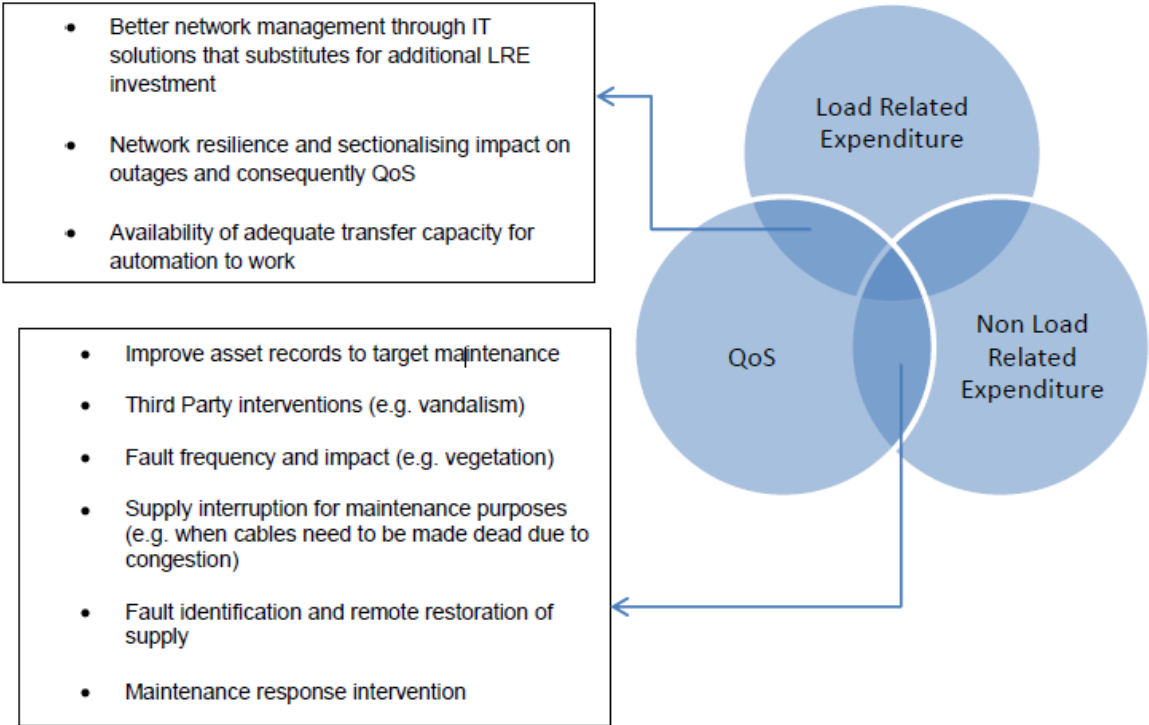 • Better network management through IT
solutions that substitutes for additional LRE
investment
• Network resilience and sectionalising impact on
outages and consequently QoS
• Availability of adequate transfer capacity for
automation to work
• Improve asset records to target maintenance
• Third Party interventions (e.g. vandalism)
• Fault frequency and impact (e.g. vegetation)
• Supply interruption for maintenance purposes
(e.g. when cables need to be made dead due to
congestion)
• Fault identification and remote restoration of
supply
• Maintenance response intervention
Load Related
Expenditure
QoS
Non Load
Related
Expenditure